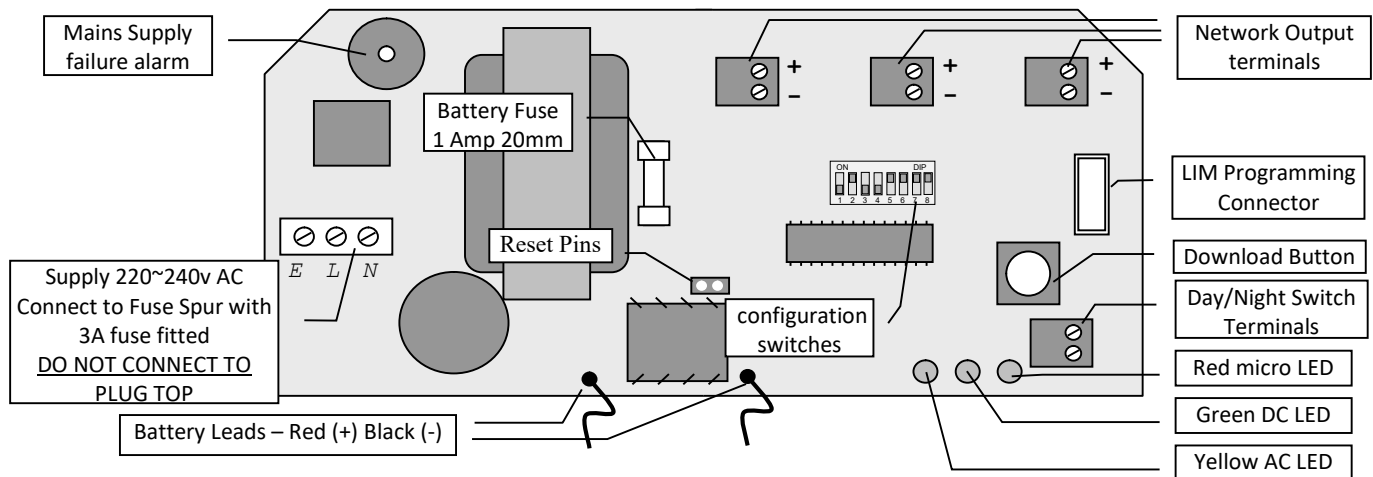 Mains Supply
failure alarm
+
−
+
−
+
−
Network Output
terminals
Battery Fuse
1 Amp 20mm
ON DIP
1 2 3 4 5 6 7 8
LIM Programming
Connector
E L N
Reset Pins
Download Button
Supply 220~240v AC
Connect to Fuse Spur with
3A fuse fitted
DO NOT CONNECT TO
PLUG TOP
configuration
switches
Day/Night Switch
Terminals
Red micro LED
Battery Leads – Red (+) Black (-)
Green DC LED
Yellow AC LED